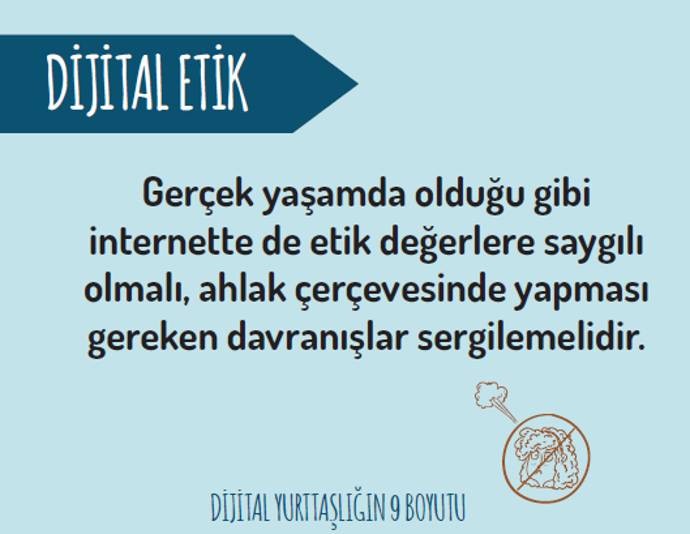 DİJİTAL ETİK
Gerçek yaşamda olduğu gibi
internette de etik değerlere saygılı
olmalı, ahlak çerçevesinde yapması
gereken davranışlar sergilemelidir.
DİJİTAL YURTTAŞLIĞIN 9 BOYUTU